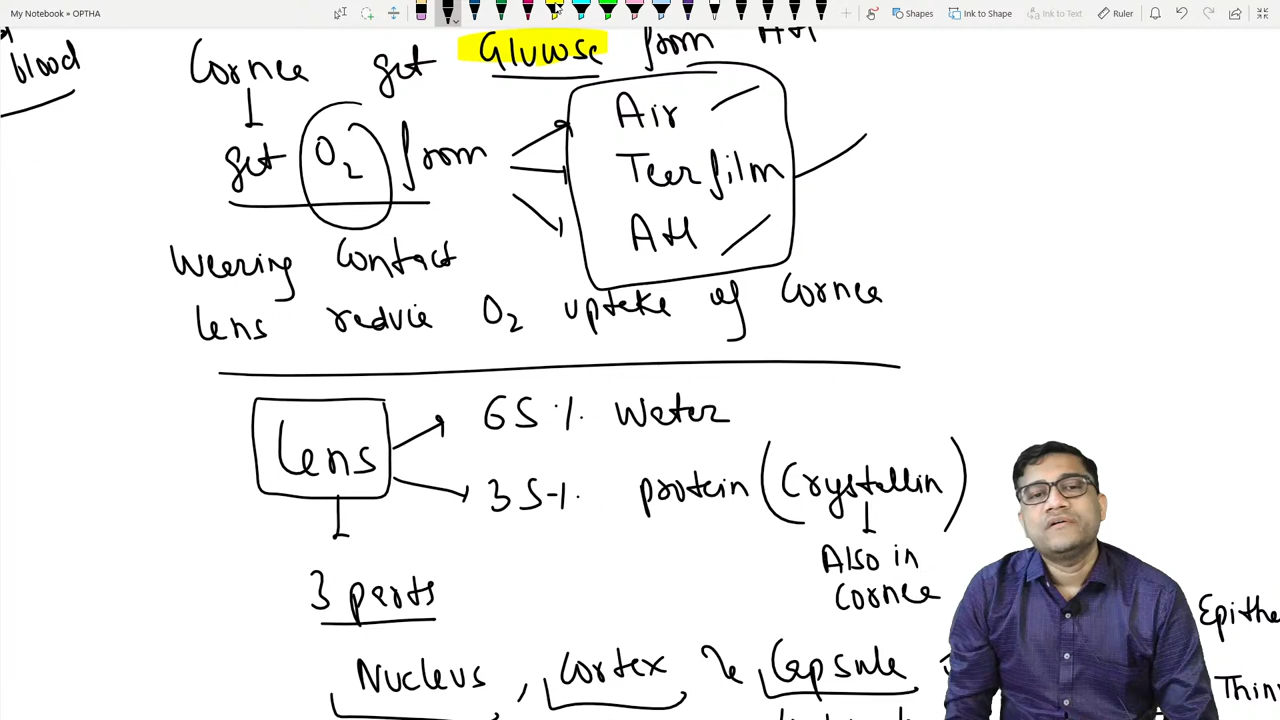 My Notebook » OPTHA
Shapes
Ink to Shape
Ink to Text
Ruler
blood
Cornea get Glucose from AH
get O2 from
Air
Tear film
AH
Wearing Contact
lens reduce O2 uptake of Cornea
Lens
65 % Water
35 %. protein (Crystallin)
Also in
Cornea
3 parts
Nucleus , Cortex & Capsule
Epithe
Thin